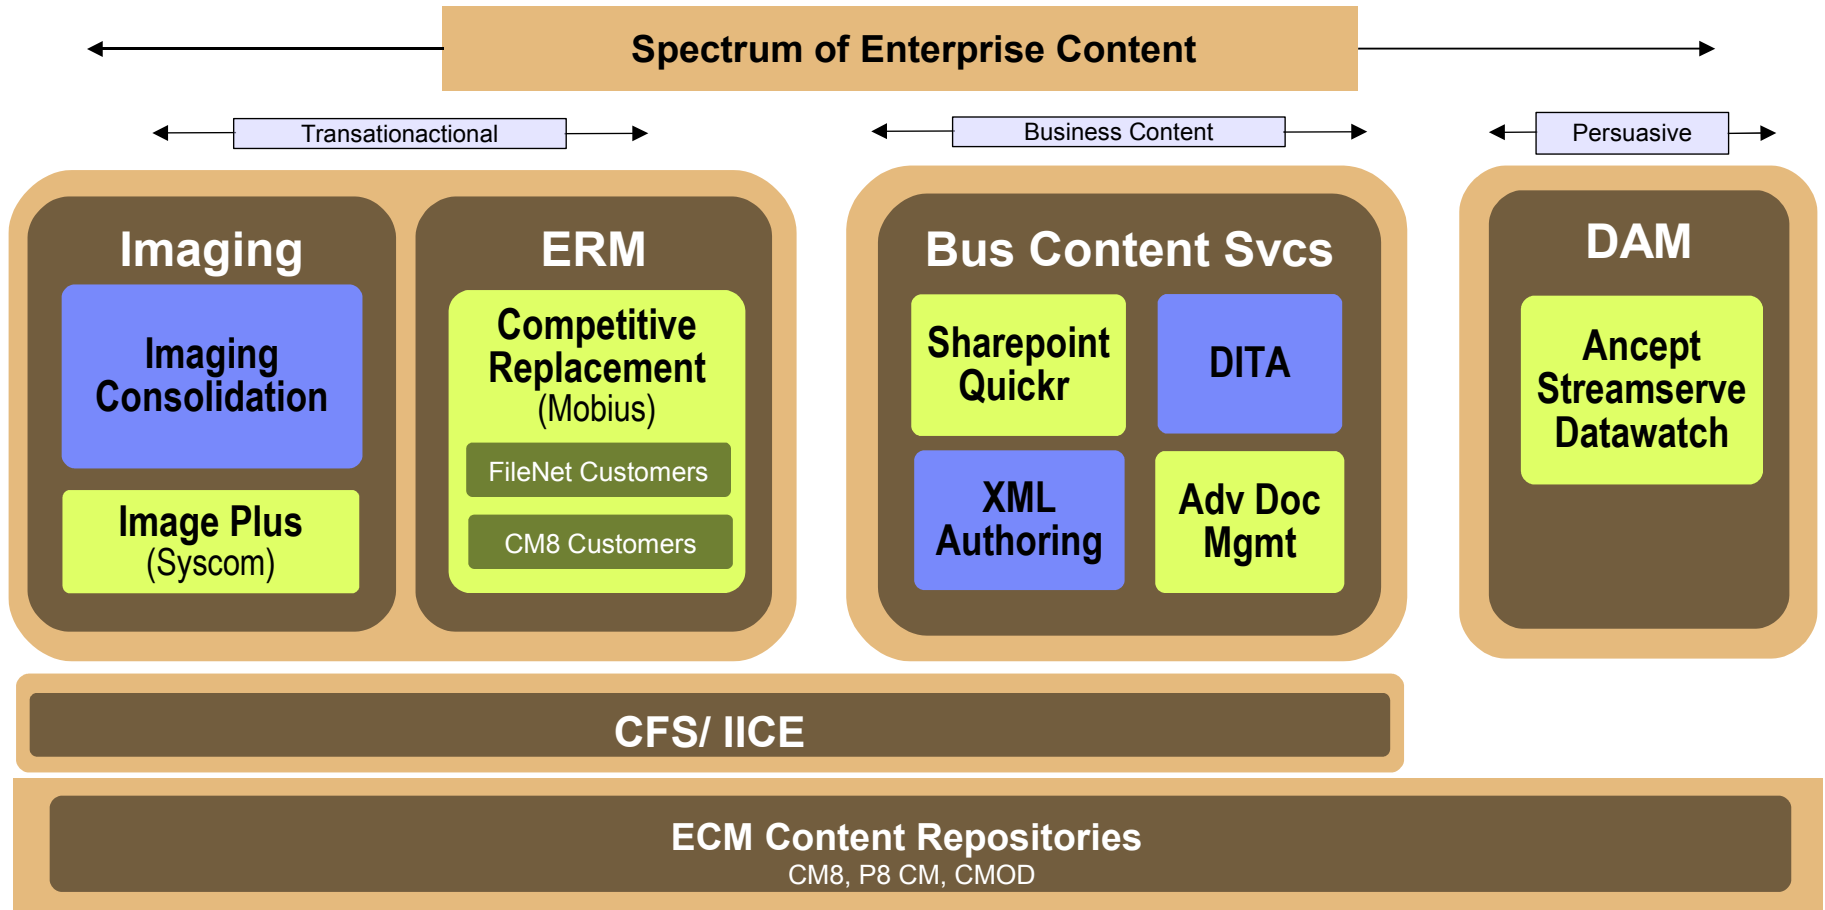 Spectrum of Enterprise Content
Transationactional
Business Content
Persuasive
Imaging
Imaging
Consolidation
Image Plus
(Syscom)
ERM
Competitive
Replacement
(Mobius)
FileNet Customers
CM8 Customers
Bus Content Svcs
Sharepoint
Quickr
DITA
XML
Authoring
Adv Doc
Mgmt
DAM
Ancept
Streamserve
Datawatch
CFS/ IICE
ECM Content Repositories
CM8, P8 CM, CMOD